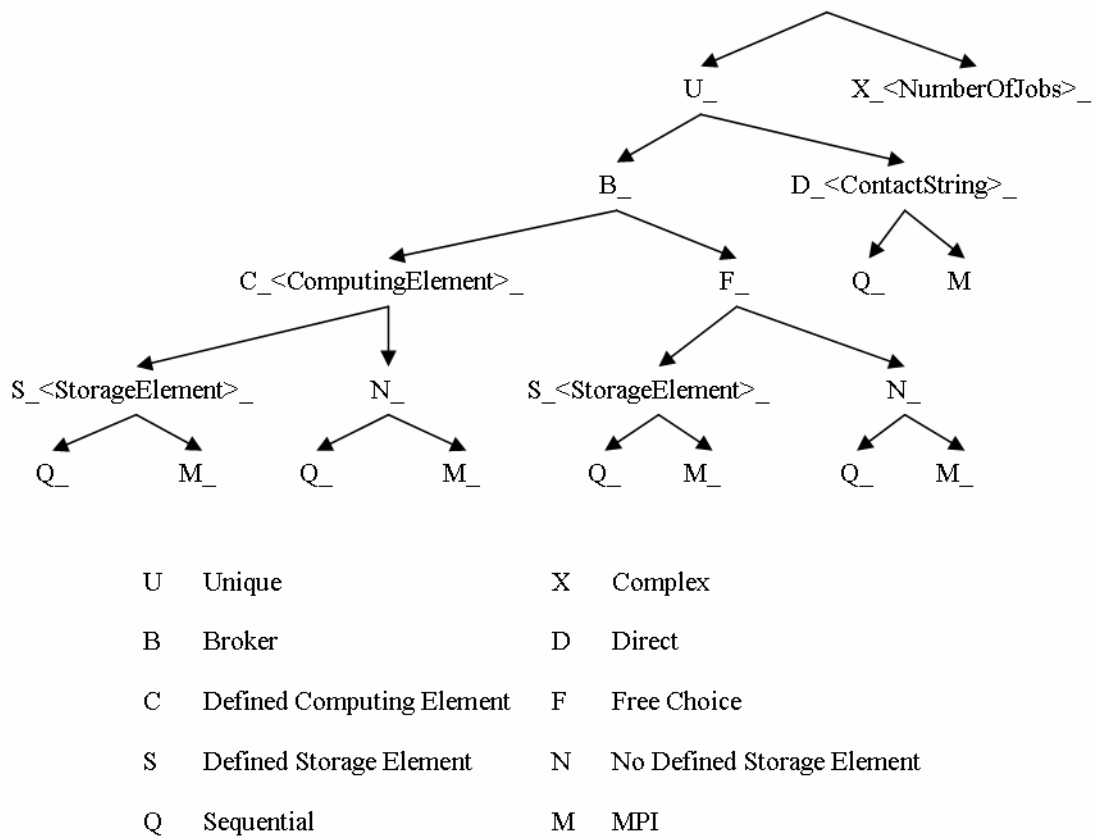 U_ X_<NumberOfJobs>_
B_ D_<ContactString>_
C_<ComputingElement>_ F_ Q_ M
S_<StorageElement>_ N_ S_<StorageElement>_ N_
Q_ M_ Q_ M_ Q_ M_ Q_ M_
U Unique X Complex
B Broker D Direct
C Defined Computing Element F Free Choice
S Defined Storage Element N No Defined Storage Element
Q Sequential M MPI